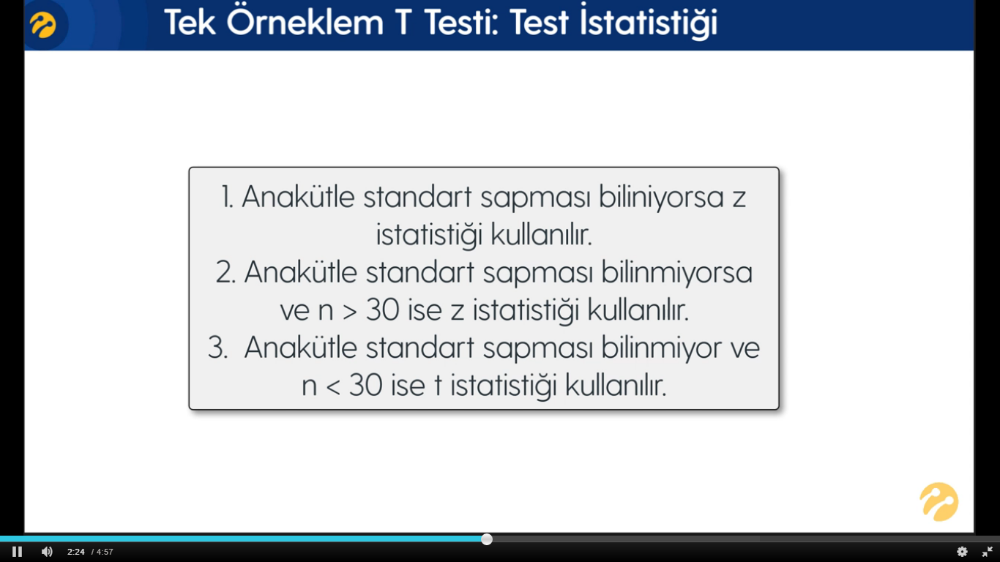 Tek Örneklem T Testi: Test İstatistiği
1. Anakütle standart sapması biliniyorsa z
istatistiği kullanılır.
2. Anakütle standart sapması bilinmiyorsa
ve n > 30 ise z istatistiği kullanılır.
3. Anakütle standart sapması bilinmiyor ve
n < 30 ise t istatistiği kullanılır.
2:24 / 4:57